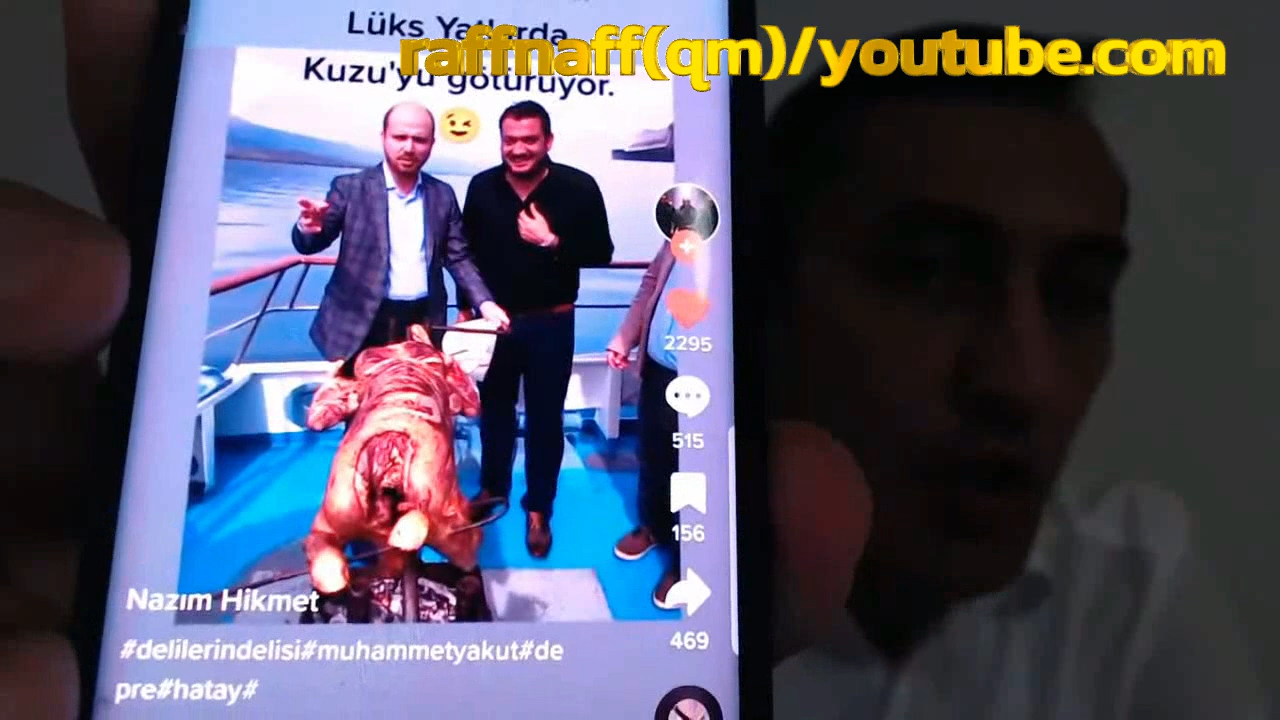 Lüks Yatlarda
raffnaff(qm)/youtube.com
Kuzu'yu götürüyor.
2295
515
156
469
Nazım Hikmet
#delilerindelisi#muhammetyakut#de
pre#hatay#